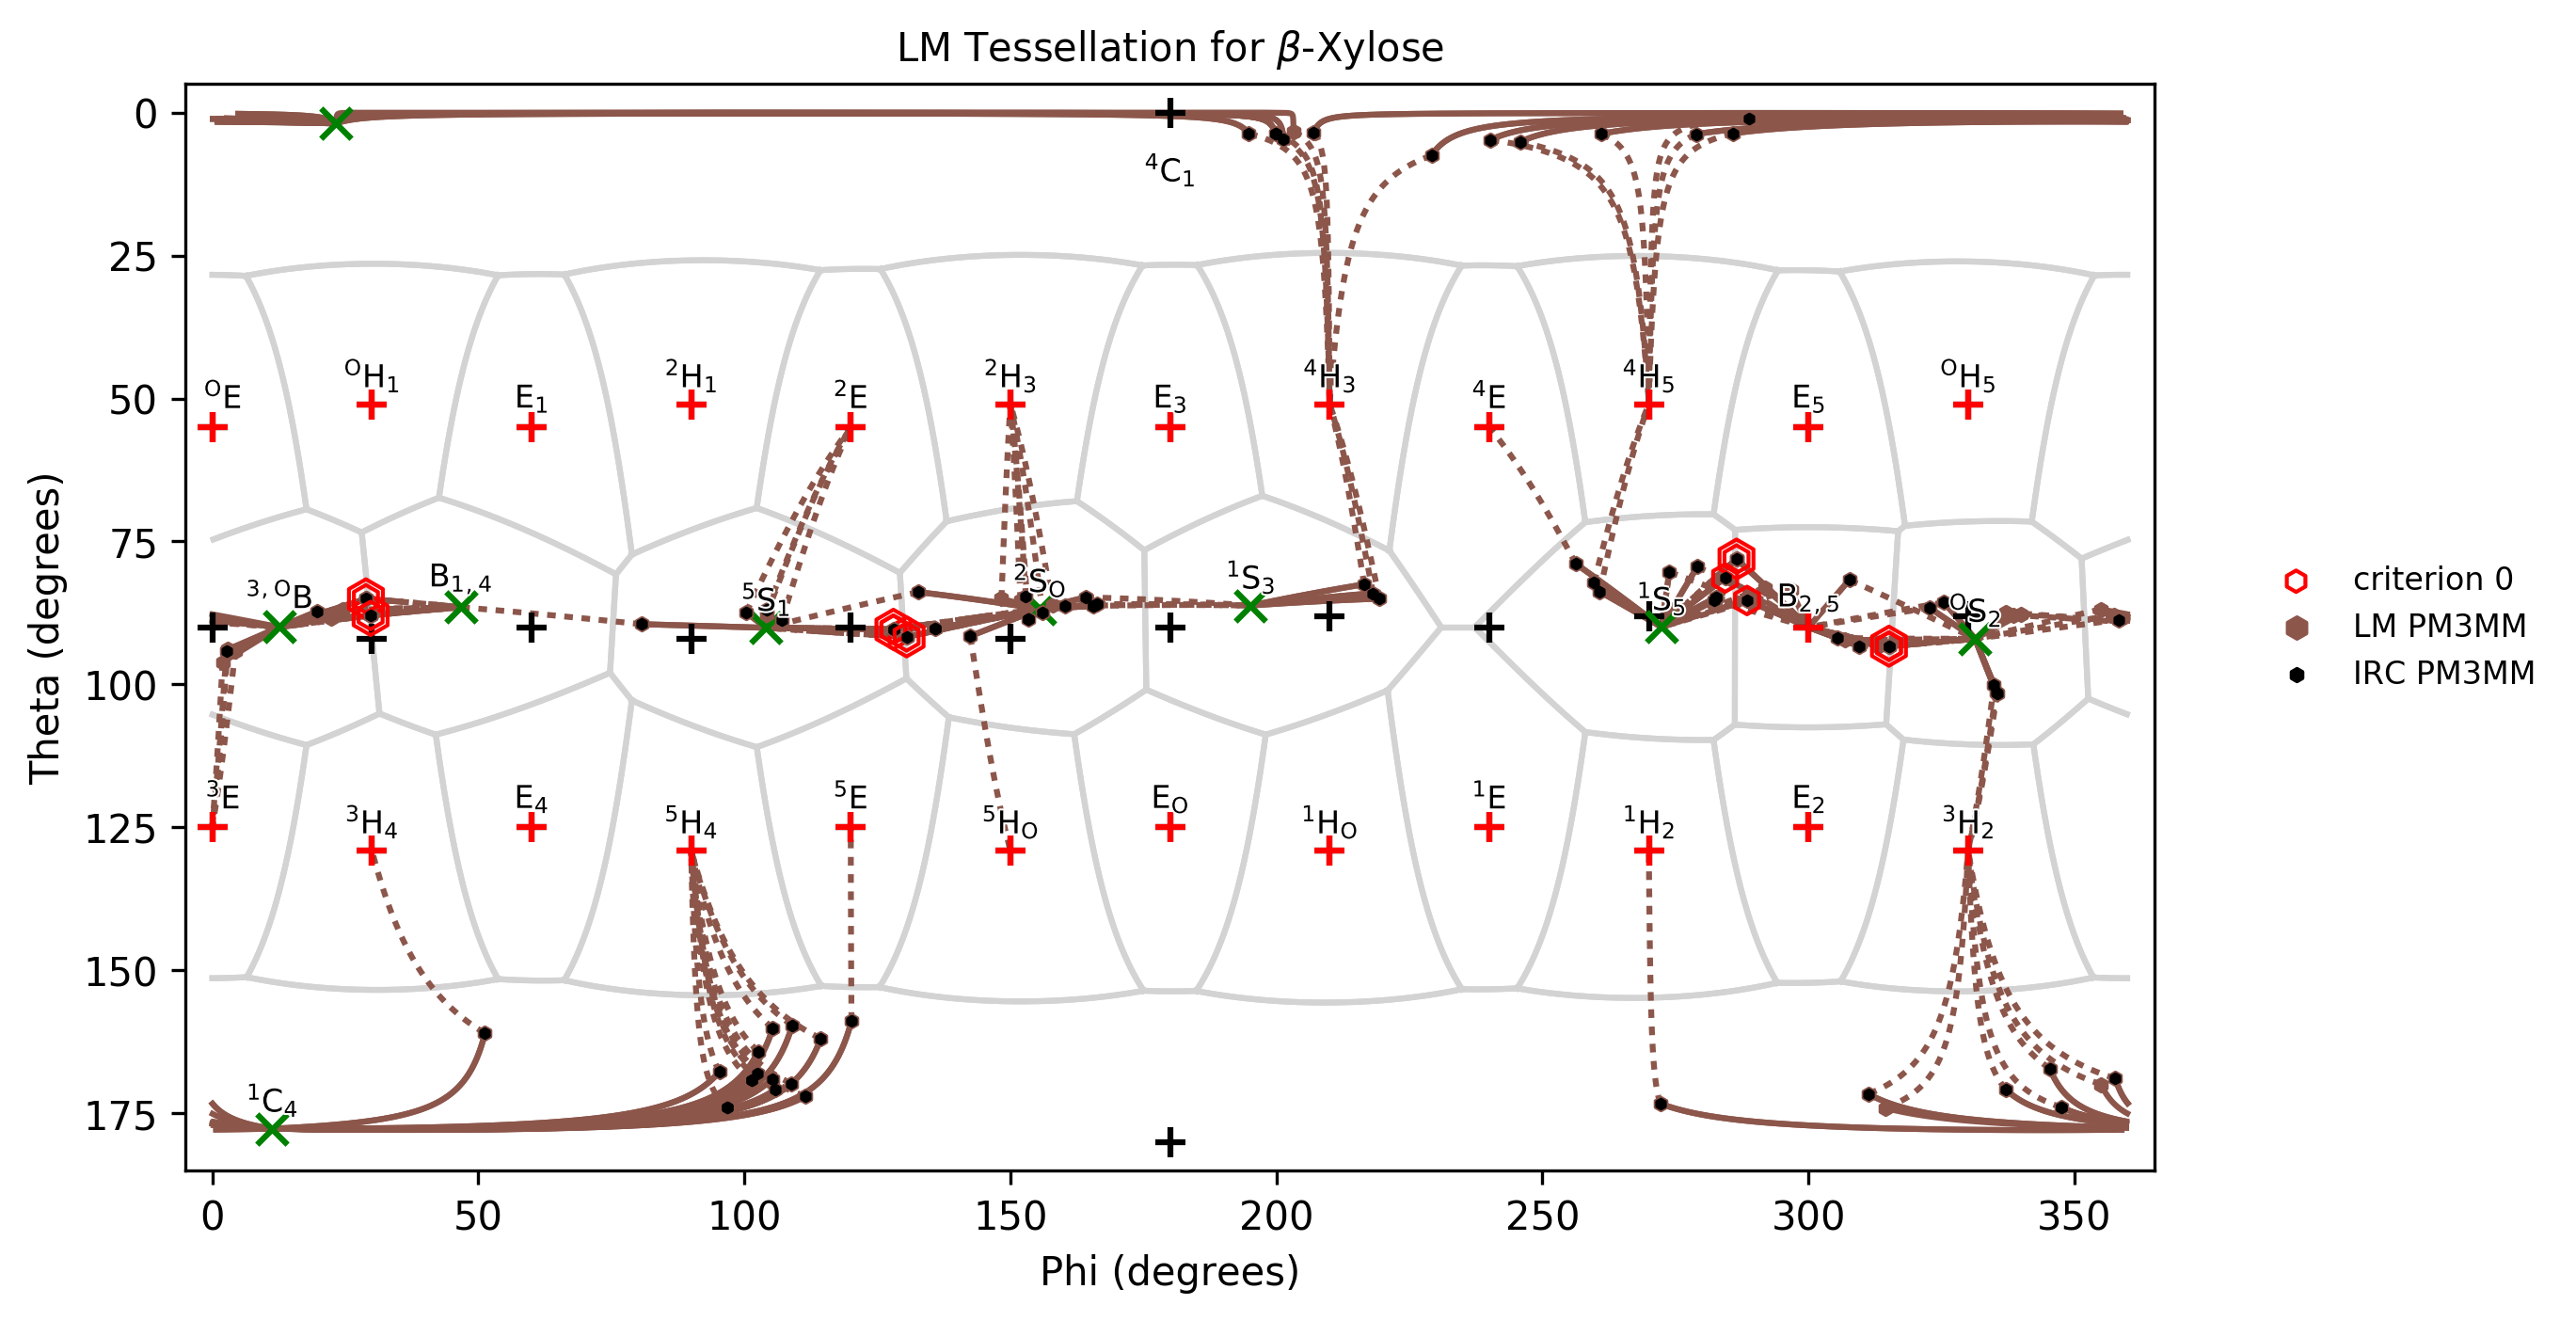 LM Tessellation for β-Xylose
Theta (degrees)
0
25
50
75
100
125
150
175
⁴C₁
ᴼE
ᴼH₁
E₁
²H₁
²E
²H₃
E₃
⁴H₃
⁴E
⁴H₅
E₅
ᴼH₅
³,ᴼB
B₁,₄
⁵S₁
²Sₒ
¹S₃
¹S₅
B₂,₅
ᴼS₂
³E
³H₄
E₄
⁵H₄
⁵E
⁵Hₒ
Eₒ
¹Hₒ
¹E
¹H₂
E₂
³H₂
¹C₄
0
50
100
150
200
250
300
350
Phi (degrees)
criterion 0
LM PM3MM
IRC PM3MM